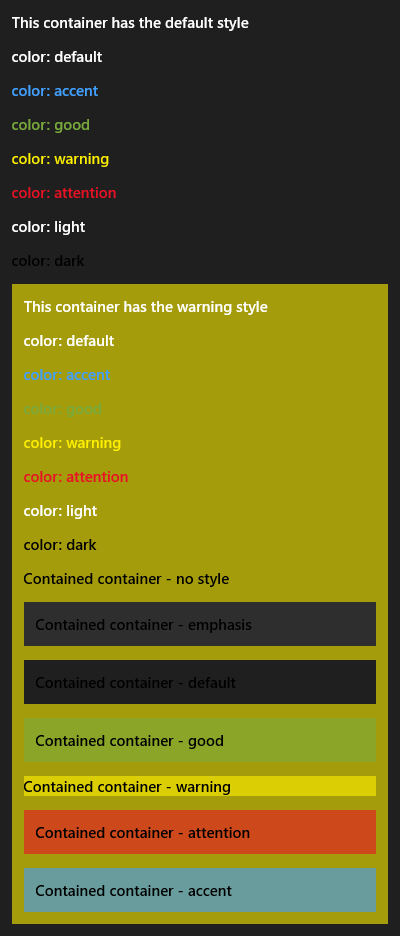 This container has the default style
color: default
color: accent
color: good
color: warning
color: attention
color: light
color: dark
This container has the warning style
color: default
color: accent
color: good
color: warning
color: attention
color: light
color: dark
Contained container - no style
Contained container - emphasis
Contained container - default
Contained container - good
Contained container - warning
Contained container - attention
Contained container - accent